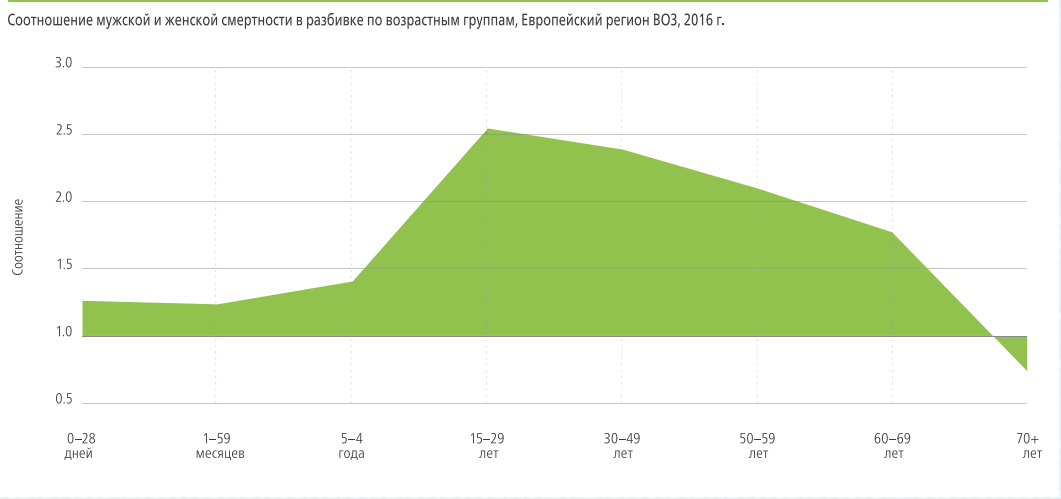 Соотношение мужской и женской смертности в разбивке по возрастным группам, Европейский регион ВОЗ, 2016 г.
3.0
2.5
2.0
1.5
1.0
0.5
Соотношение
0–28 дней
1–59 месяцев
5–4 года
15–29 лет
30–49 лет
50–59 лет
60–69 лет
70+ лет